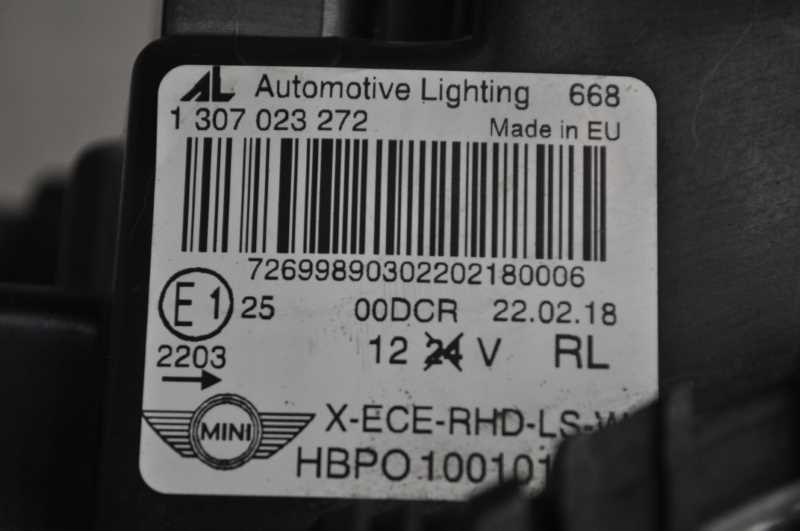 AL Automotive Lighting 668
1 307 023 272 Made in EU
72699890302202180006
E1 25 00DCR 22.02.18
2203 12 24 V RL
MINI X-ECE-RHD-LS-W
HBPO 100101